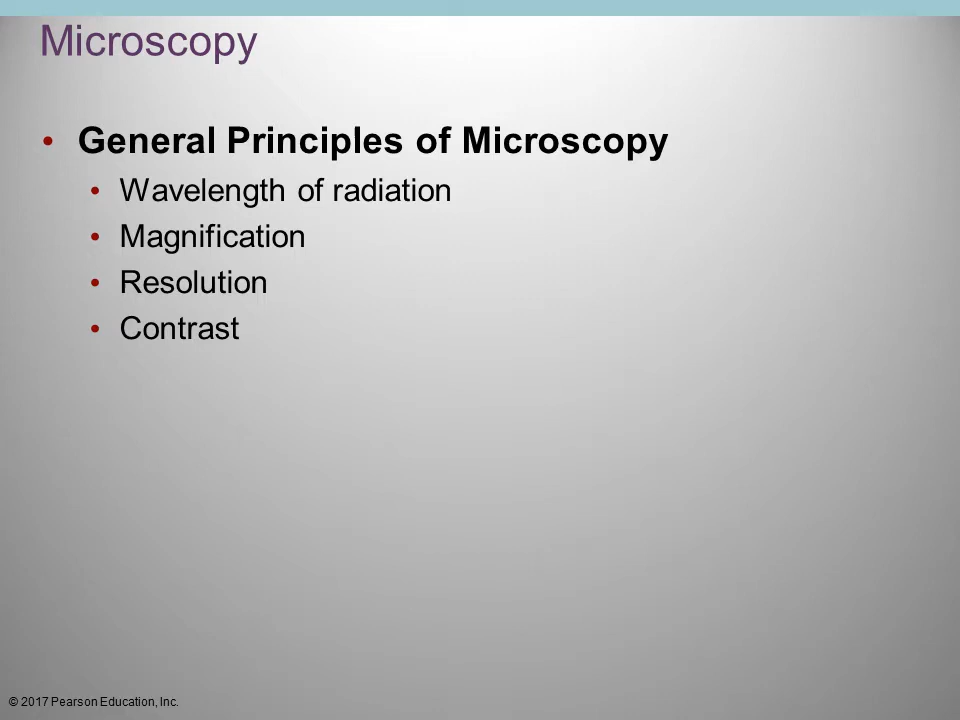 Microscopy
• General Principles of Microscopy
• Wavelength of radiation
• Magnification
• Resolution
• Contrast
© 2017 Pearson Education, Inc.